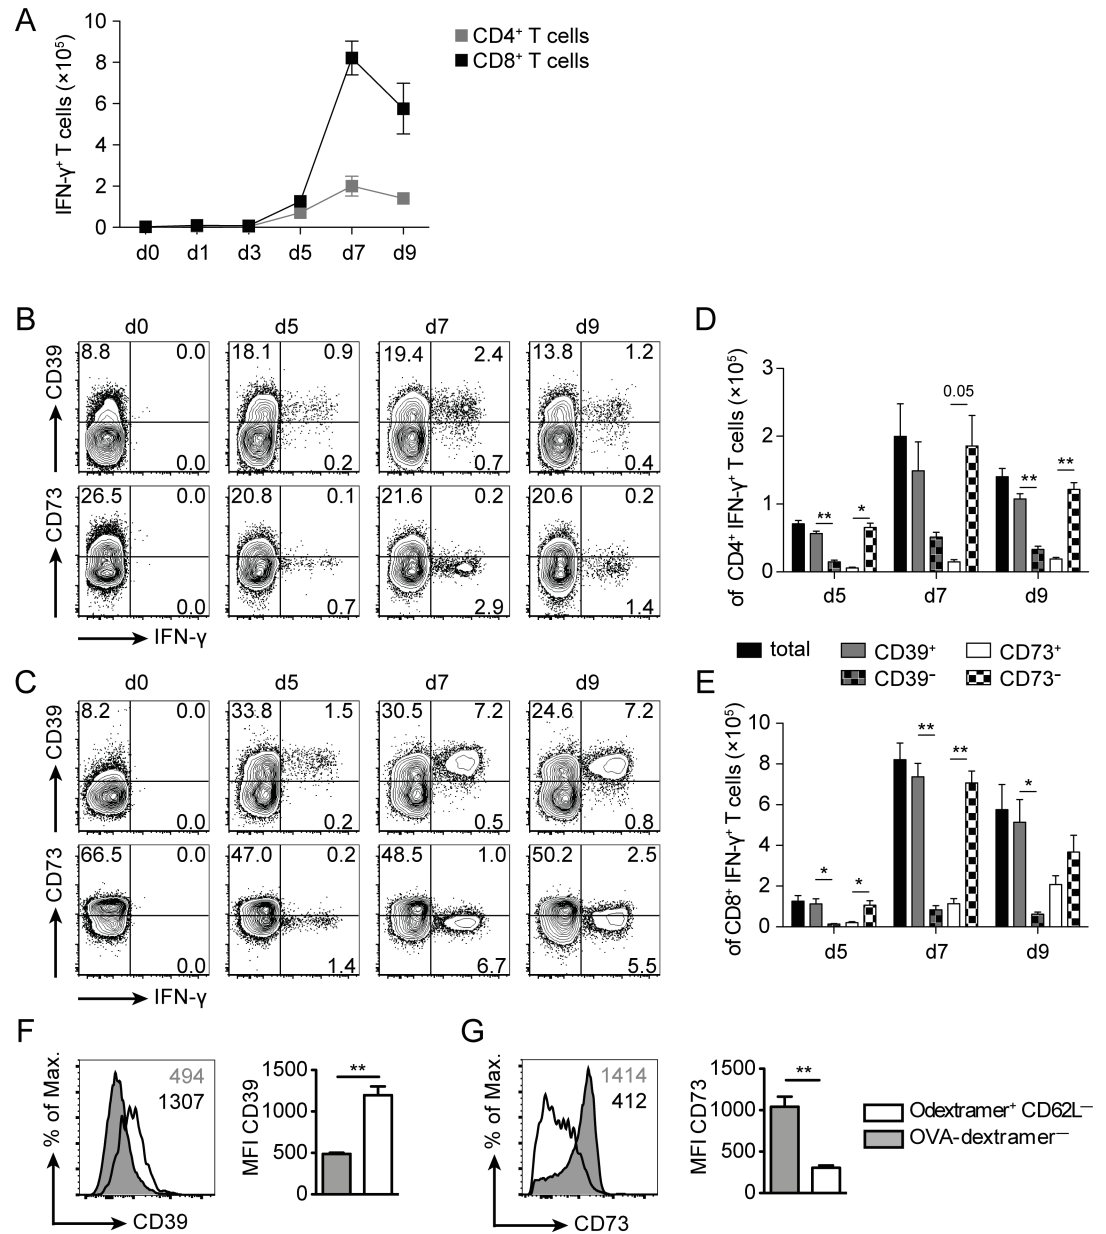 A
IFN-γ⁺ T cells (×10⁵)
10
8
6
4
2
0
d0 d1 d3 d5 d7 d9
CD4⁺ T cells
CD8⁺ T cells
B
d0 d5 d7 d9
CD39
8.8 0.0 18.1 0.9 19.4 2.4 13.8 1.2
0.0 0.2 0.7 0.4
CD73
26.5 0.0 20.8 0.1 21.6 0.2 20.6 0.2
0.0 0.7 2.9 1.4
IFN-γ
C
d0 d5 d7 d9
CD39
8.2 0.0 33.8 1.5 30.5 7.2 24.6 7.2
0.0 0.2 0.5 0.8
CD73
66.5 0.0 47.0 0.2 48.5 1.0 50.2 2.5
0.0 1.4 6.7 5.5
IFN-γ
D
of CD4⁺ IFN-γ⁺ T cells (×10⁵)
3
2
1
0
** * 0.05 ** **
d5 d7 d9
total CD39⁺ CD73⁺
CD39⁻ CD73⁻
E
of CD8⁺ IFN-γ⁺ T cells (×10⁵)
10
8
6
4
2
0
* * ** ** *
d5 d7 d9
F
% of Max.
494
1307
CD39
MFI CD39
1500
1000
500
0
**
G
% of Max.
1414
412
CD73
MFI CD73
1500
1000
500
0
**
Odextramer⁺ CD62L⁻
OVA-dextramer⁻